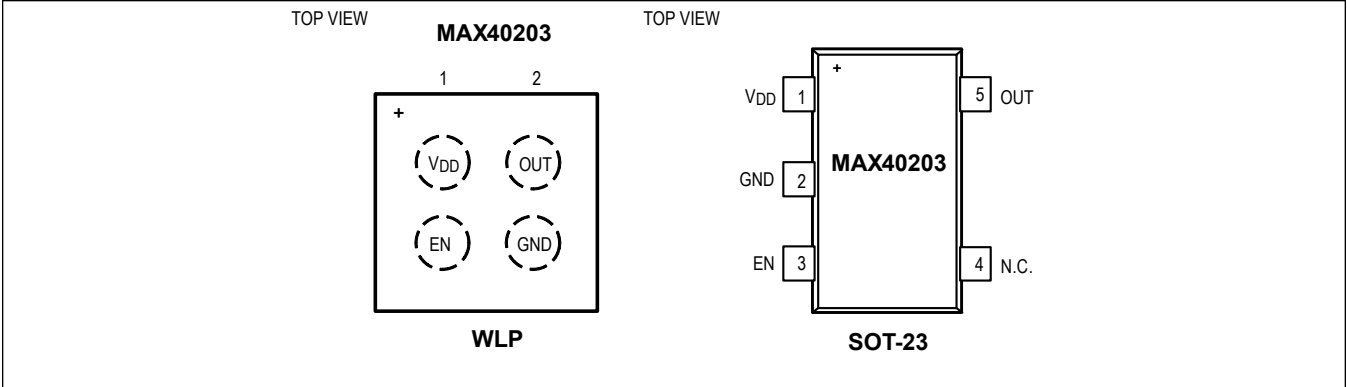 TOP VIEW
MAX40203
1 2
+
VDD OUT
EN GND
WLP
TOP VIEW
+
VDD 1 5 OUT
MAX40203
GND 2
EN 3 4 N.C.
SOT-23